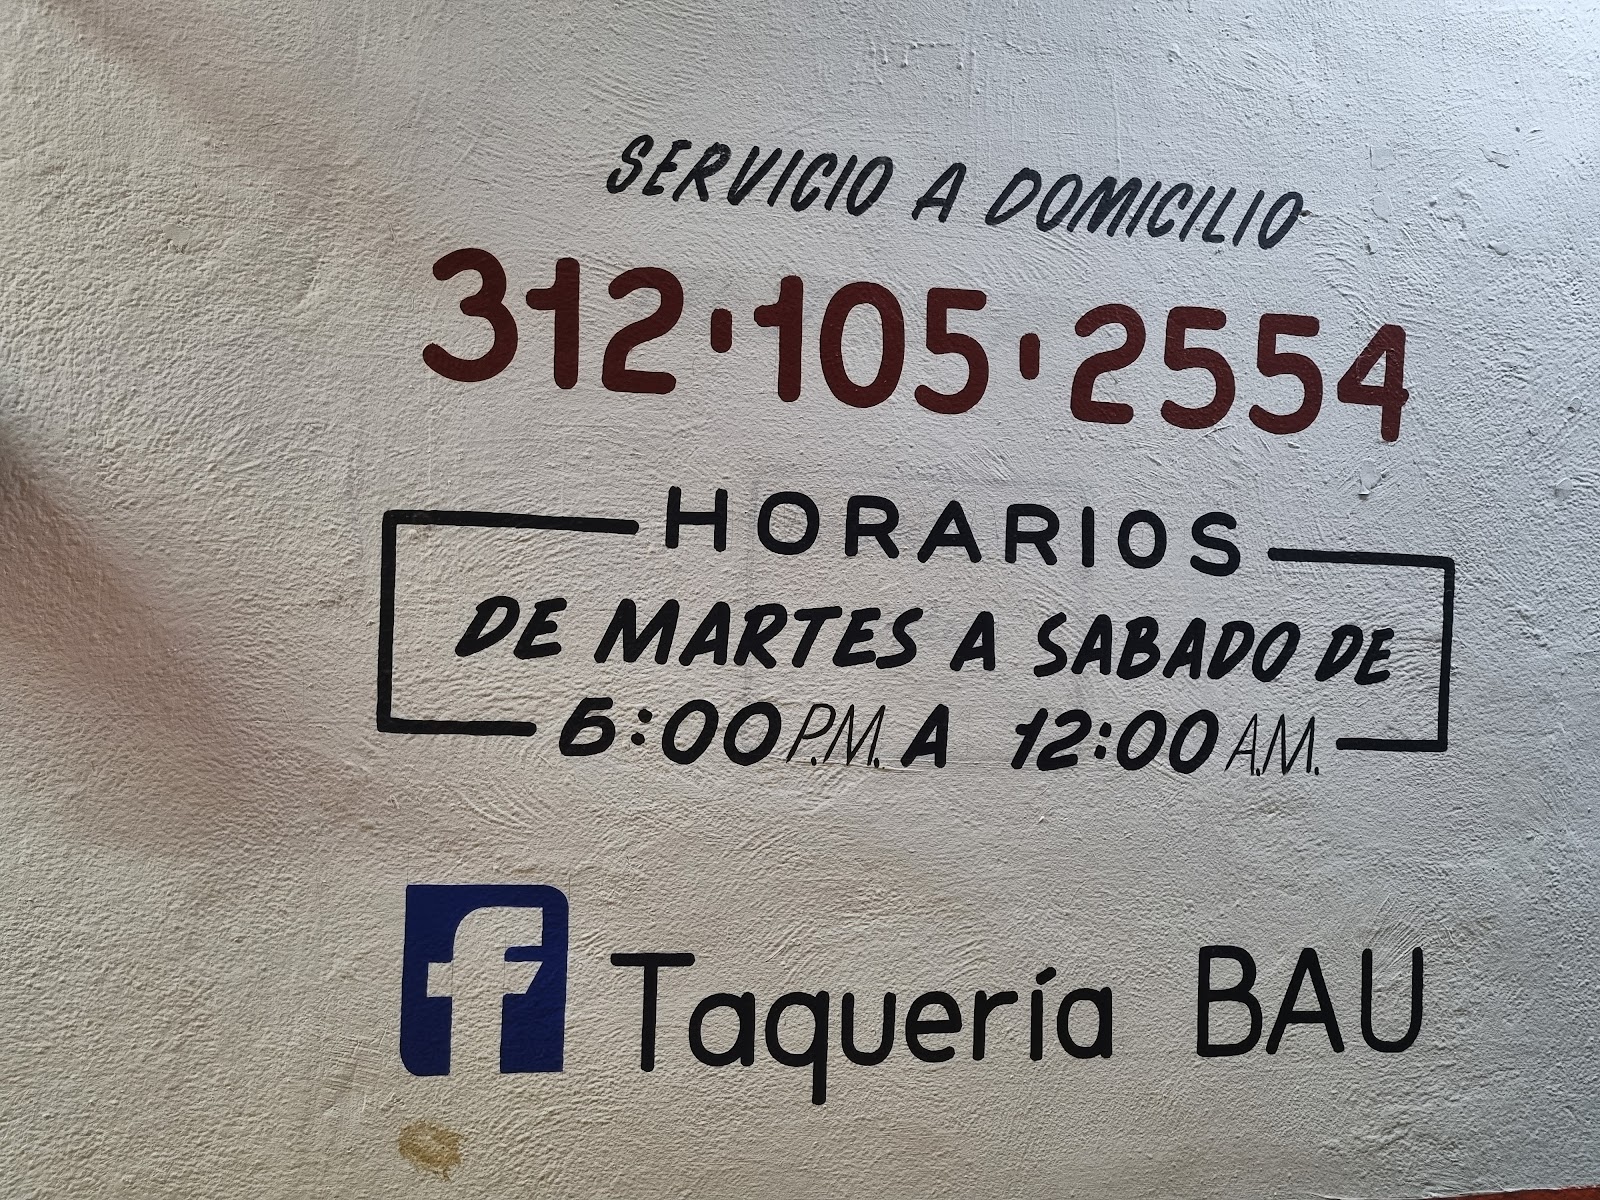 SERVICIO A DOMICILIO
312·105·2554
HORARIOS
DE MARTES A SABADO DE
6:00 P.M. A 12:00 A.M.
f Taquería BAU